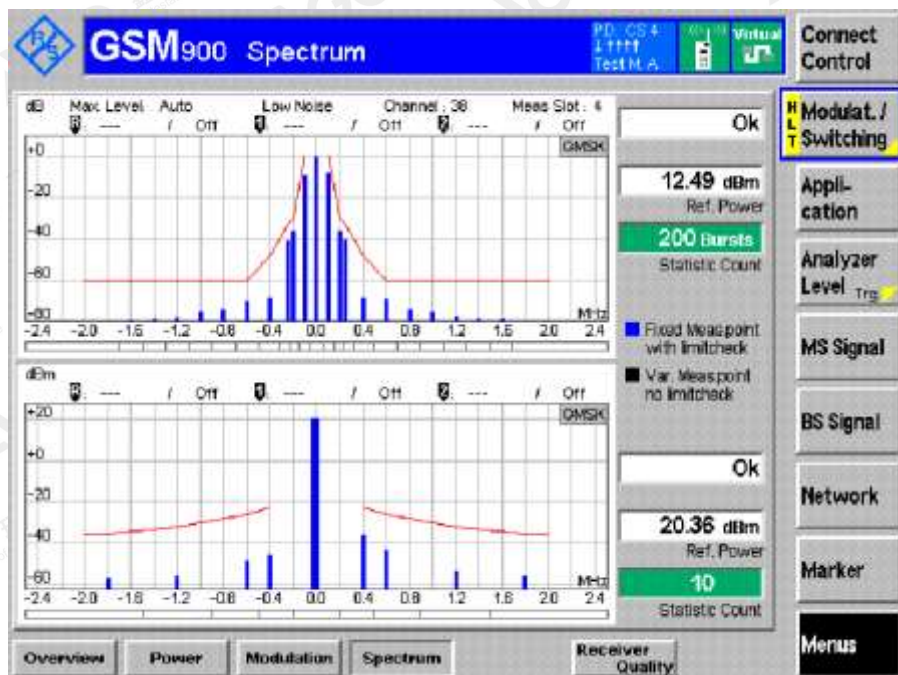 R&S
GSM900 Spectrum
PD: CS4
Test M. A
Virtual
Connect Control
dB Max. Level: Auto Low Noise Channel: 38 Meas Slot: 4
--- / Off --- / Off --- / Off
GMSK
+0
-20
-40
-60
-80
MHz
-2.4 -2.0 -1.6 -1.2 -0.8 -0.4 0.0 0.4 0.8 1.2 1.6 2.0 2.4
Ok
12.49 dBm
Ref. Power
200 Bursts
Statistic Count
Fixed Meas.point
with limitcheck
Var. Meas.point
no limitcheck
dBm
--- / Off --- / Off --- / Off
GMSK
+20
+0
-20
-40
-60
MHz
-2.4 -2.0 -1.6 -1.2 -0.8 -0.4 0.0 0.4 0.8 1.2 1.6 2.0 2.4
Ok
20.36 dBm
Ref. Power
10
Statistic Count
HLT
Modulat. /
Switching
Appli-
cation
Analyzer
Level Trg
MS Signal
BS Signal
Network
Marker
Menus
Overview Power Modulation Spectrum Receiver
Quality